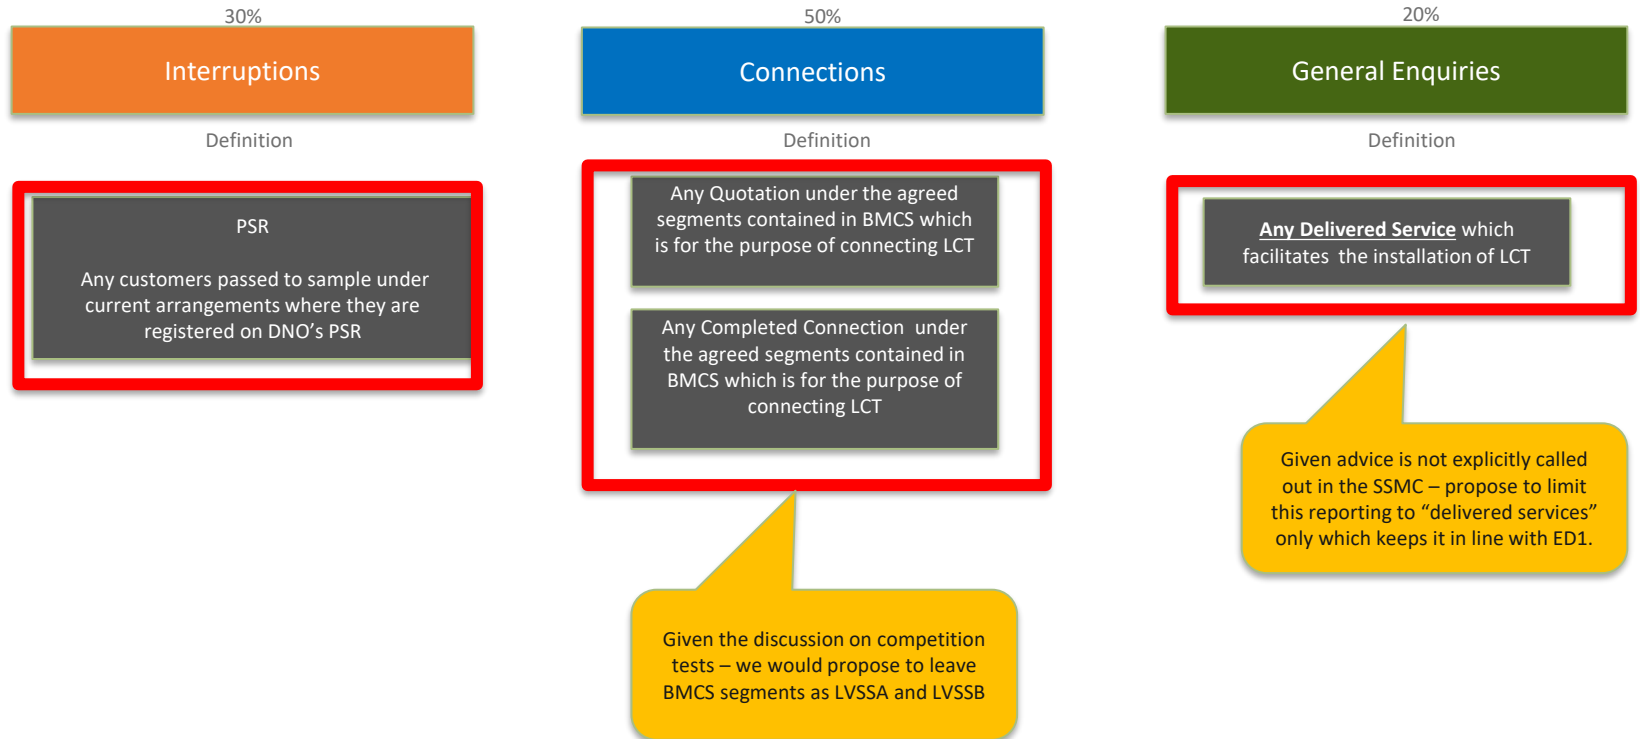 30%
Interruptions
Definition
PSR
Any customers passed to sample under
current arrangements where they are
registered on DNO’s PSR
50%
Connections
Definition
Any Quotation under the agreed
segments contained in BMCS which
is for the purpose of connecting LCT
Any Completed Connection under
the agreed segments contained in
BMCS which is for the purpose of
connecting LCT
Given the discussion on competition
tests – we would propose to leave
BMCS segments as LVSSA and LVSSB
20%
General Enquiries
Definition
Any Delivered Service which
facilitates the installation of LCT
Given advice is not explicitly called
out in the SSMC – propose to limit
this reporting to “delivered services”
only which keeps it in line with ED1.